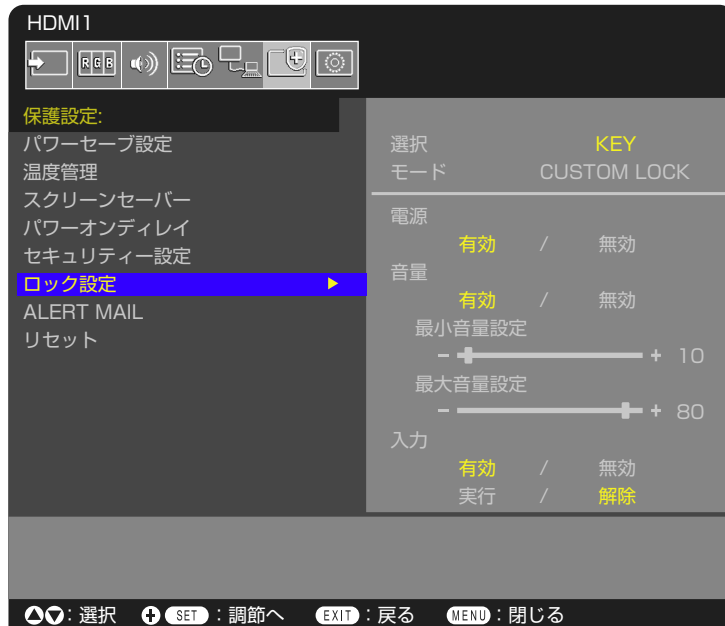 HDMI1
RGB
保護設定:
パワーセーブ設定
温度管理
スクリーンセーバー
パワーオンディレイ
セキュリティー設定
ロック設定
ALERT MAIL
リセット
選択 KEY
モード CUSTOM LOCK
電源
有効 / 無効
音量
有効 / 無効
最小音量設定
- + 10
最大音量設定
- + 80
入力
有効 / 無効
実行 / 解除
：選択 SET：調節へ EXIT：戻る MENU：閉じる